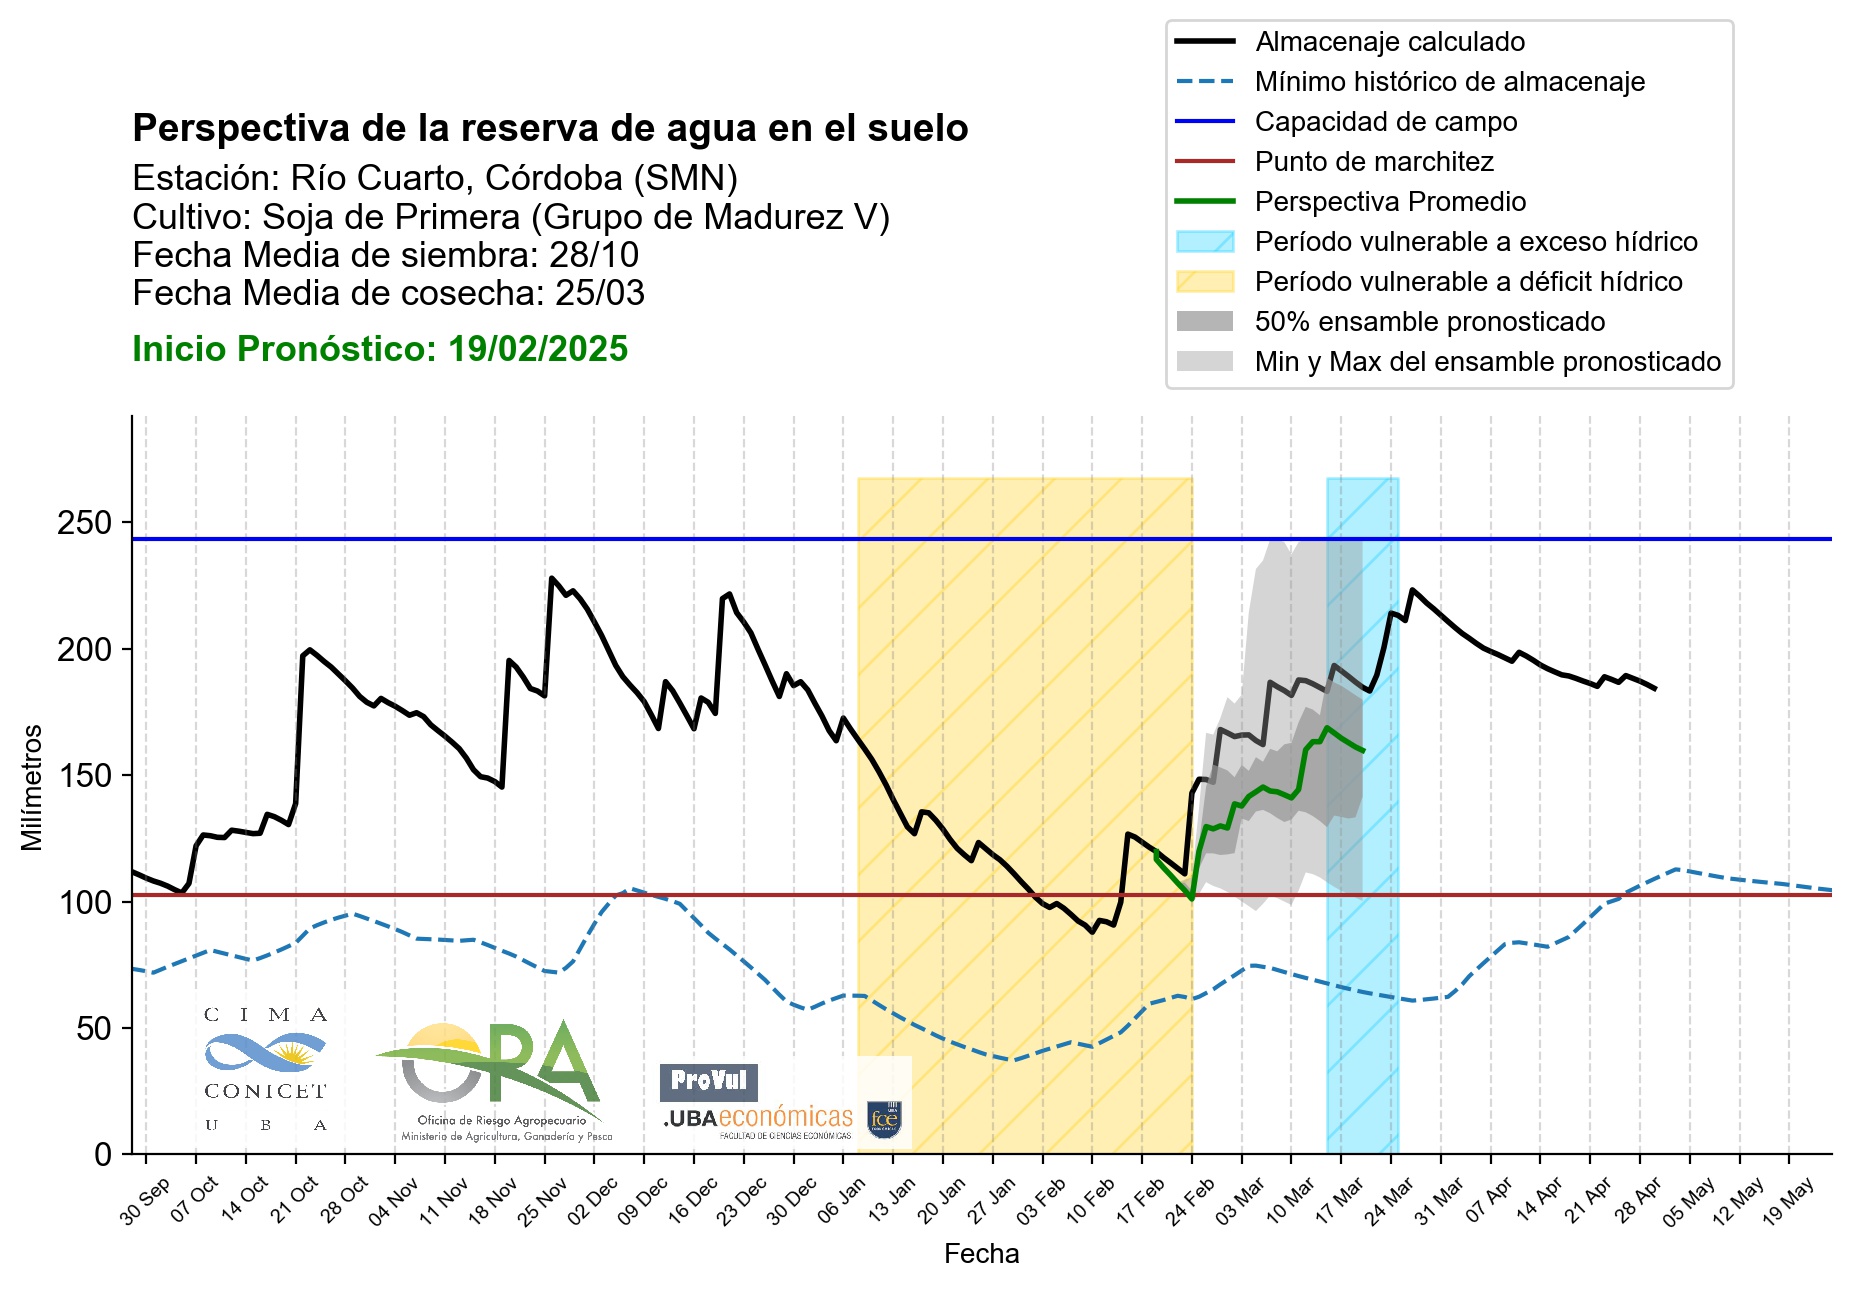 Almacenaje calculado
Mínimo histórico de almacenaje
Capacidad de campo
Punto de marchitez
Perspectiva Promedio
Período vulnerable a exceso hídrico
Período vulnerable a déficit hídrico
50% ensamble pronosticado
Min y Max del ensamble pronosticado
Perspectiva de la reserva de agua en el suelo
Estación: Río Cuarto, Córdoba (SMN)
Cultivo: Soja de Primera (Grupo de Madurez V)
Fecha Media de siembra: 28/10
Fecha Media de cosecha: 25/03
Inicio Pronóstico: 19/02/2025
Milímetros
250
200
150
100
50
0
C I M A
CONICET
U B A
ORA
Oficina de Riesgo Agropecuario
Ministerio de Agricultura, Ganadería y Pesca
ProVul
.UBAeconómicas
FACULTAD DE CIENCIAS ECONÓMICAS
UBA
fce
ECONÓMICAS
30 Sep
07 Oct
14 Oct
21 Oct
28 Oct
04 Nov
11 Nov
18 Nov
25 Nov
02 Dec
09 Dec
16 Dec
23 Dec
30 Dec
06 Jan
13 Jan
20 Jan
27 Jan
03 Feb
10 Feb
17 Feb
24 Feb
03 Mar
10 Mar
17 Mar
24 Mar
31 Mar
07 Apr
14 Apr
21 Apr
28 Apr
05 May
12 May
19 May
Fecha